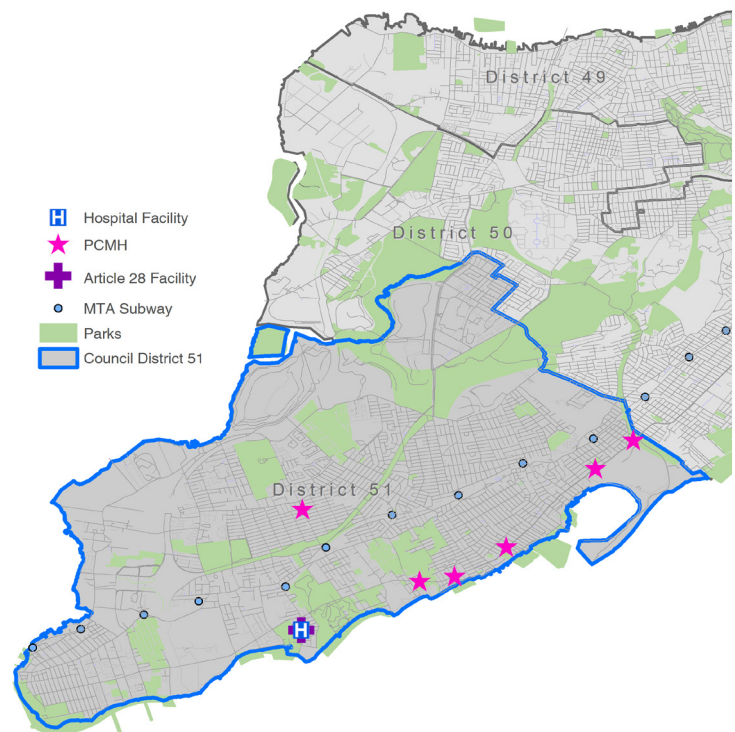 District 49
District 50
H Hospital Facility
PCMH
Article 28 Facility
MTA Subway
Parks
Council District 51
District 51
H